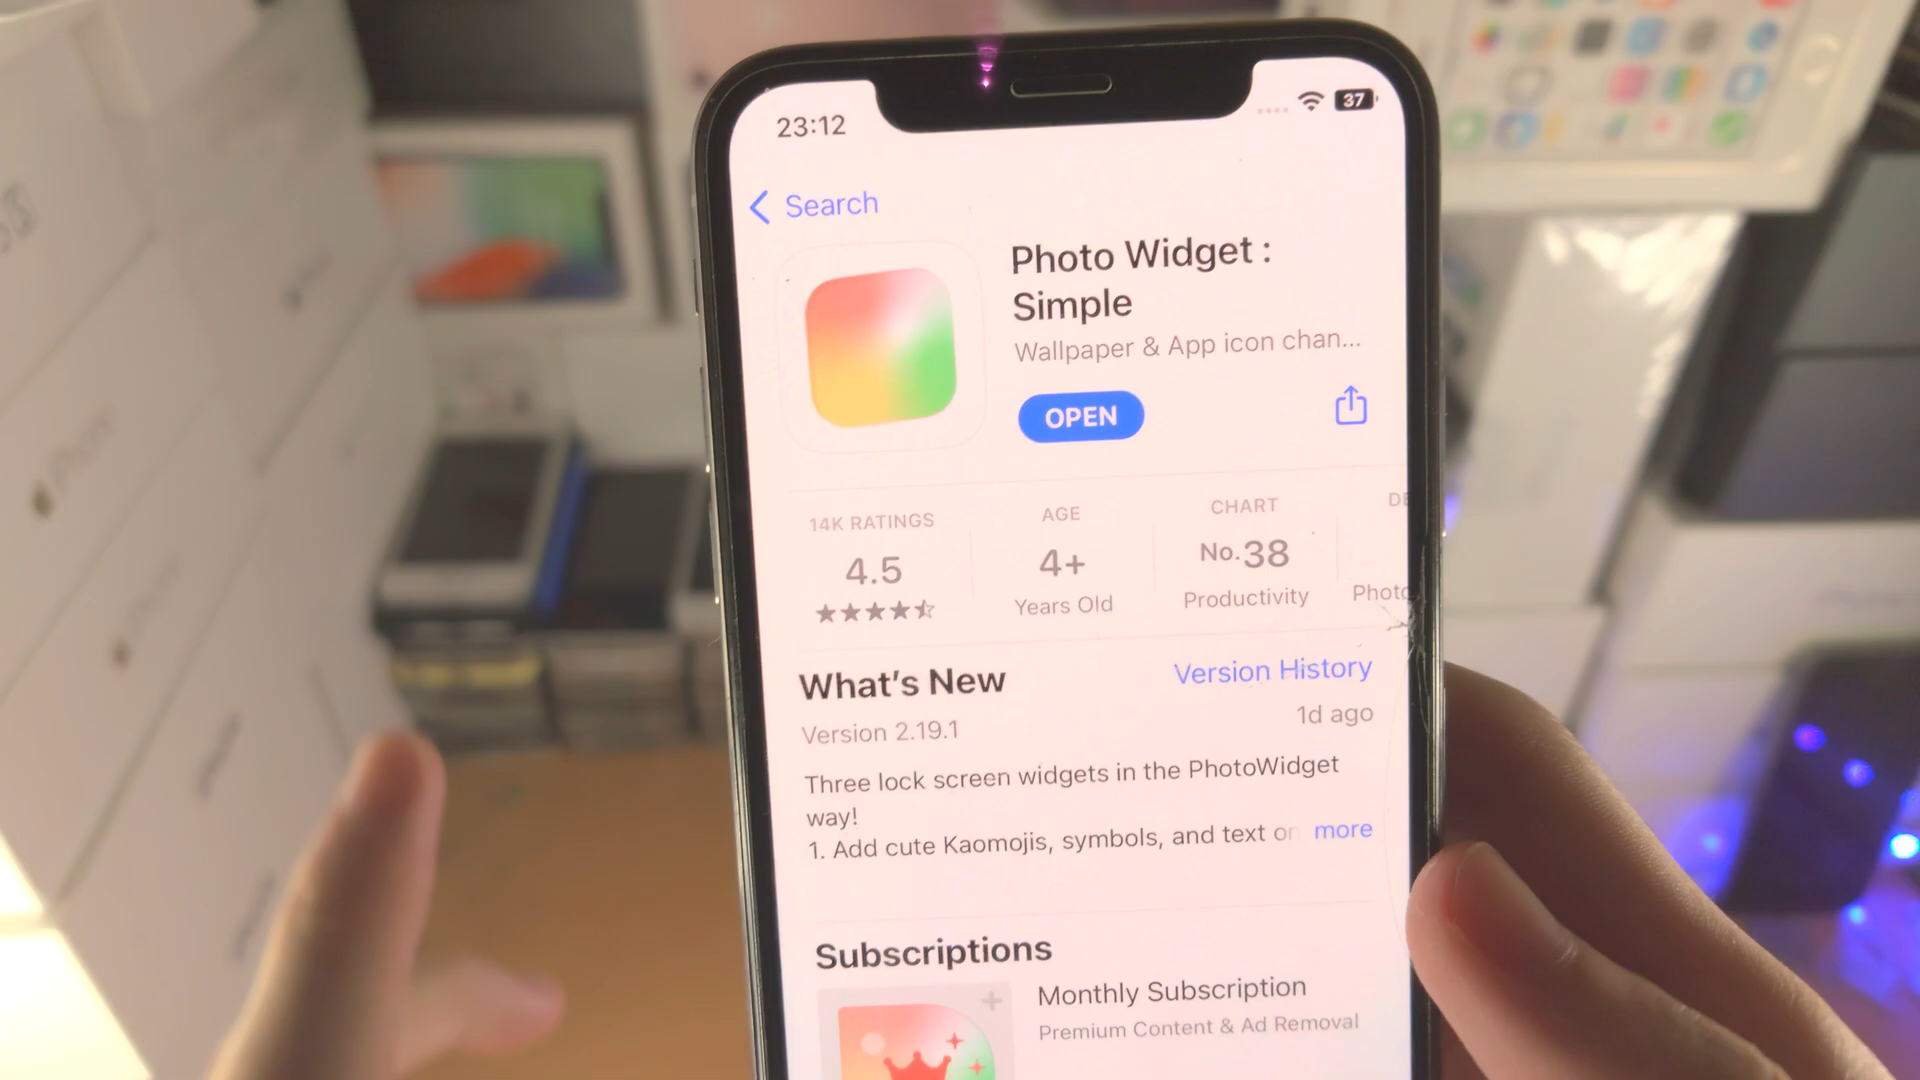 23:12
37
Search
Photo Widget :
Simple
Wallpaper & App icon chan...
OPEN
14K RATINGS
4.5
AGE
4+
Years Old
CHART
No.38
Productivity
DE
Photo
What's New
Version History
Version 2.19.1
1d ago
Three lock screen widgets in the PhotoWidget
way!
1. Add cute Kaomojis, symbols, and text or
more
Subscriptions
Monthly Subscription
Premium Content & Ad Removal